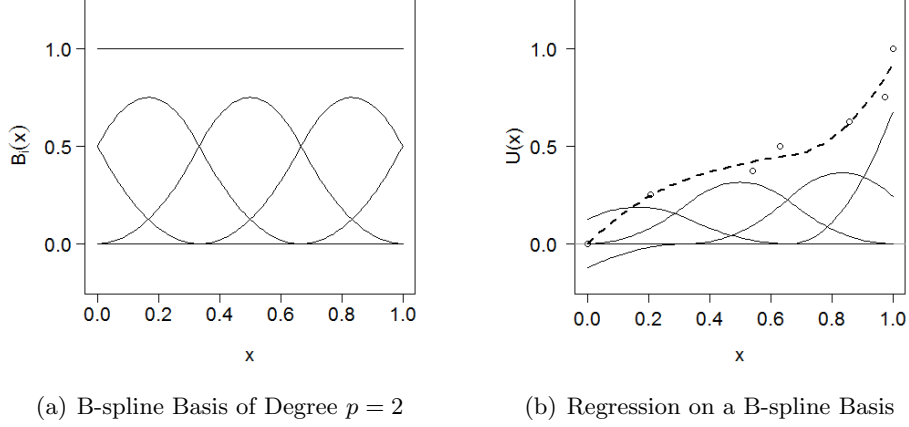 1.0
0.5
0.0
B_i(x)
0.0 0.2 0.4 0.6 0.8 1.0
x
(a) B-spline Basis of Degree p = 2
1.0
0.5
0.0
U(x)
0.0 0.2 0.4 0.6 0.8 1.0
x
(b) Regression on a B-spline Basis